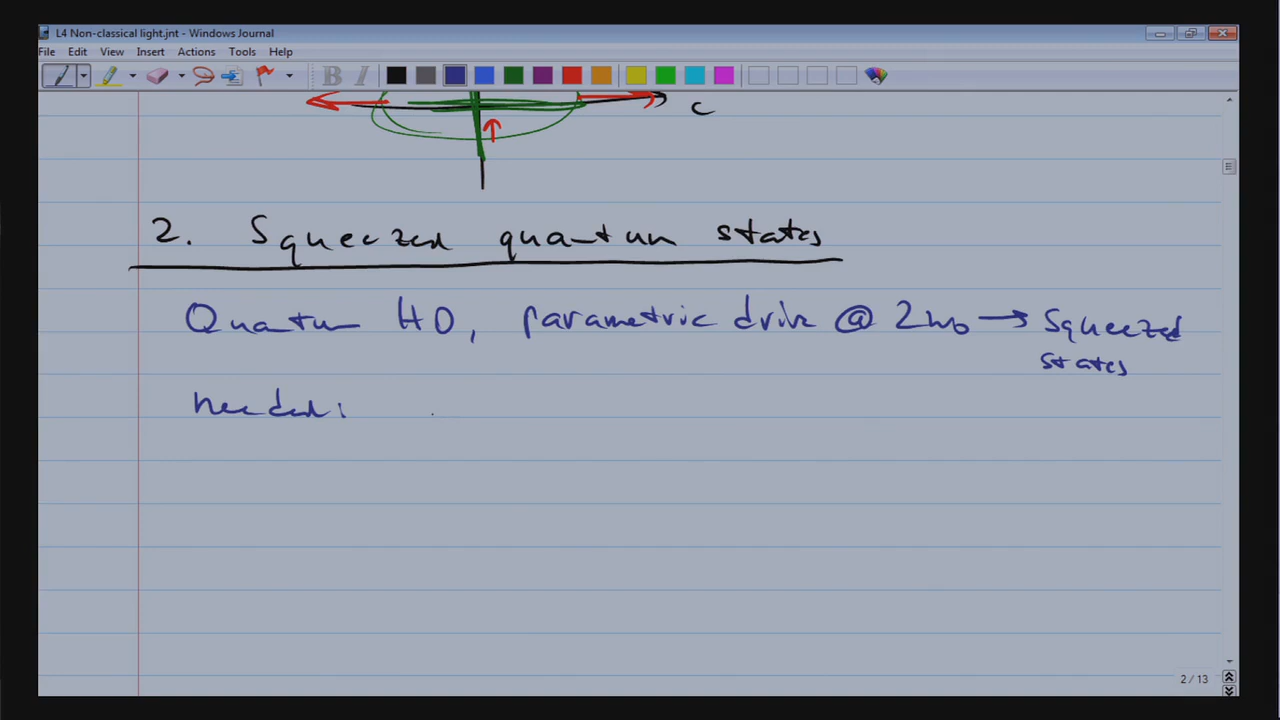 L4 Non-classical light.jnt - Windows Journal
File Edit View Insert Actions Tools Help
B I
c
2. Squeezed quantum states
Quantum HO, parametric drive @ 2ω₀ → Squeezed
states
needed:
2 / 13